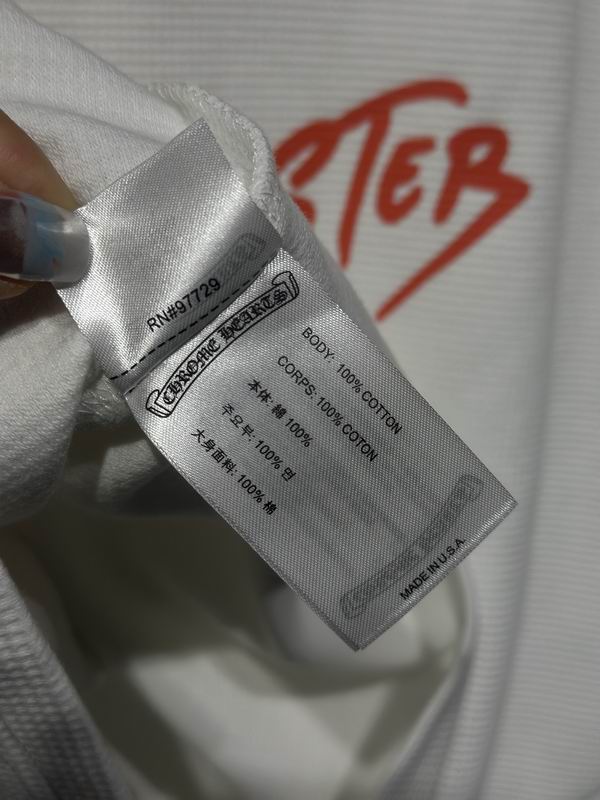 STER
RN#97729
CHROME HEARTS
BODY: 100% COTTON
CORPS: 100% COTON
本体: 綿 100%
주요부: 100% 면
大身面料: 100% 棉
MADE IN U.S.A.